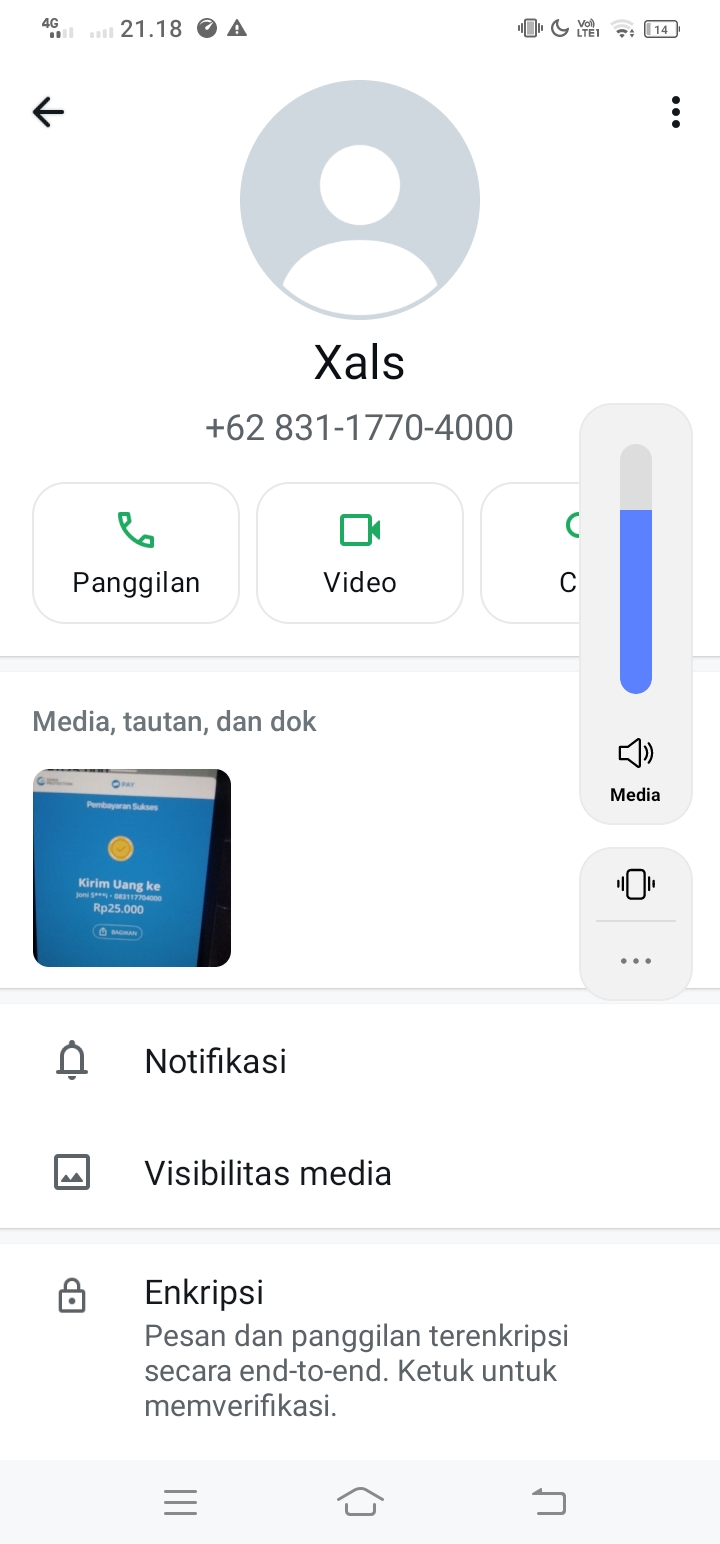 4G 21.18 Vo) LTE1 14
Xals
+62 831-1770-4000
Panggilan
Video
C
Media
Media, tautan, dan dok
PAY
Pembayaran Sukses
Kirim Uang ke
Joni S***i • 083117704000
Rp25.000
BAGIKAN
Notifikasi
Visibilitas media
Enkripsi
Pesan dan panggilan terenkripsi
secara end-to-end. Ketuk untuk
memverifikasi.